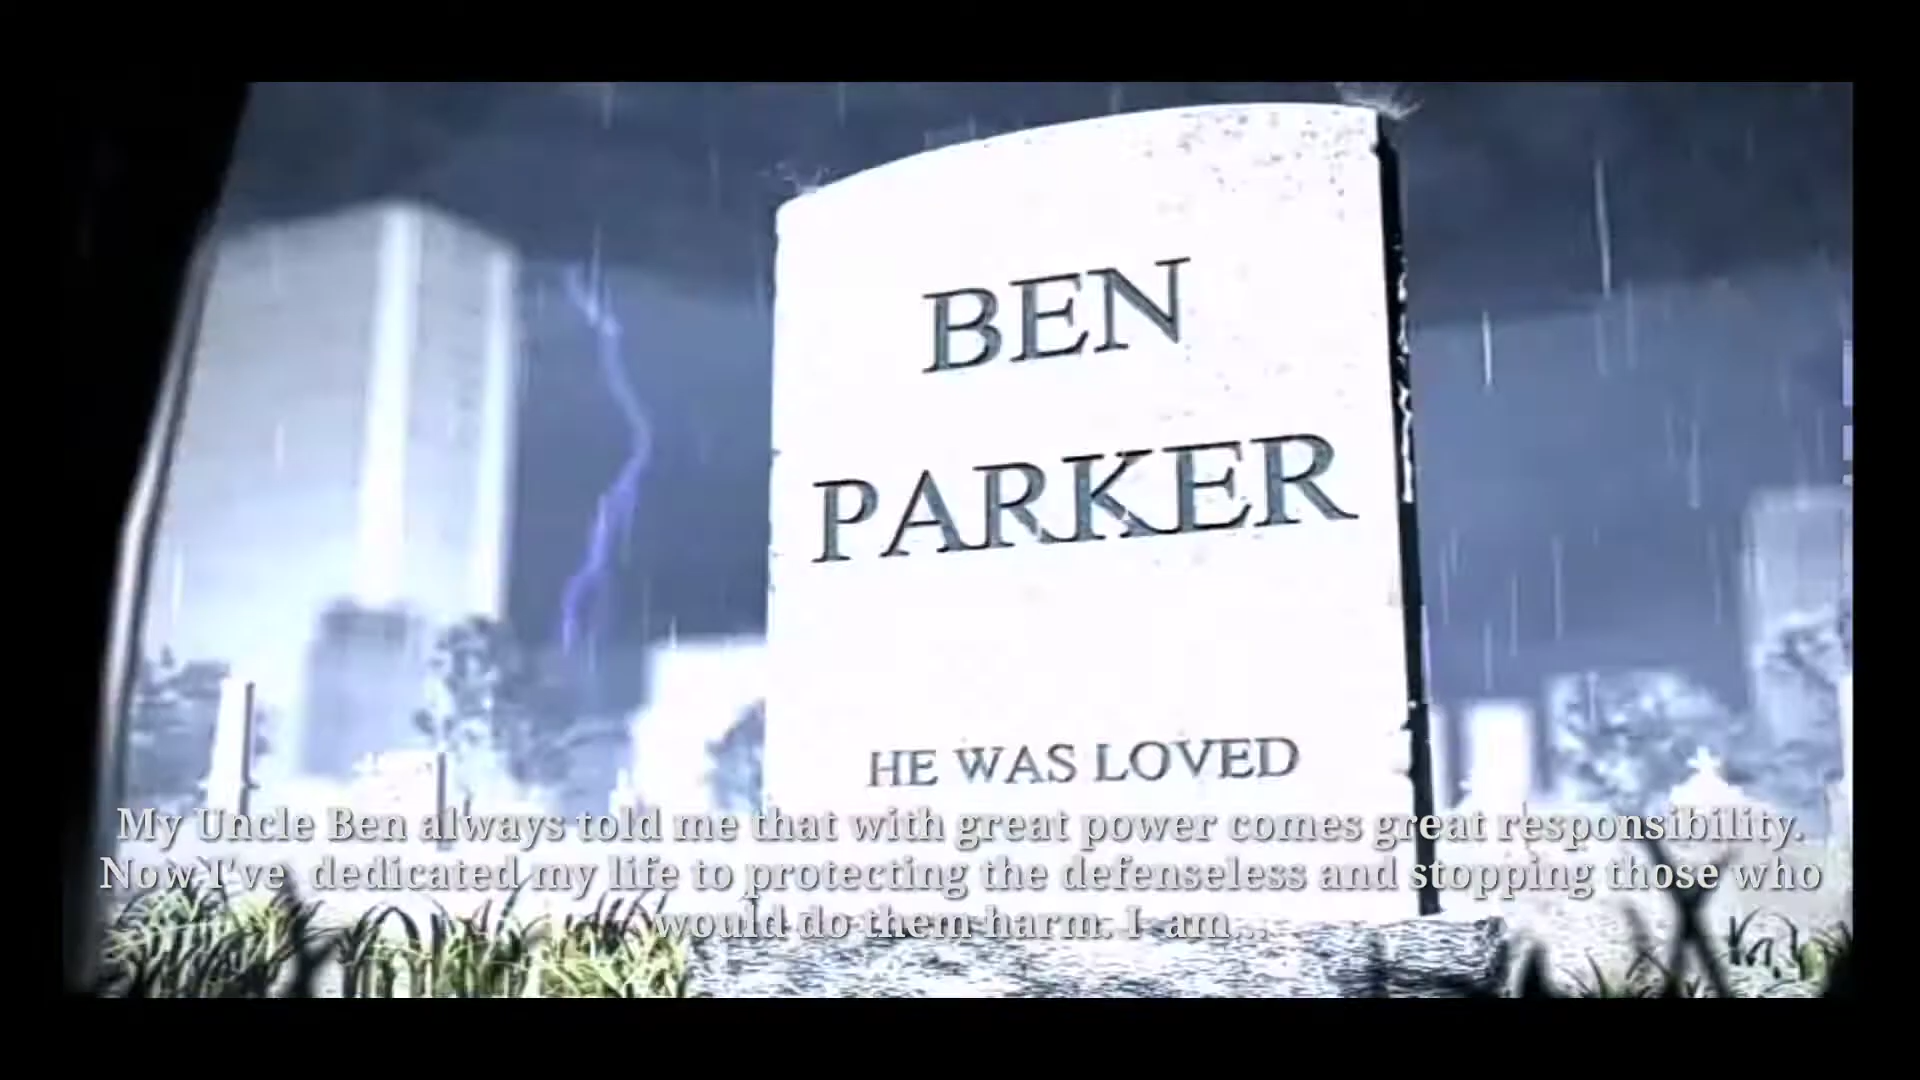 BEN
PARKER
HE WAS LOVED
My Uncle Ben always told me that with great power comes great responsibility.
Now I've  dedicated my life to protecting the defenseless and stopping those who
would do them harm. I am...